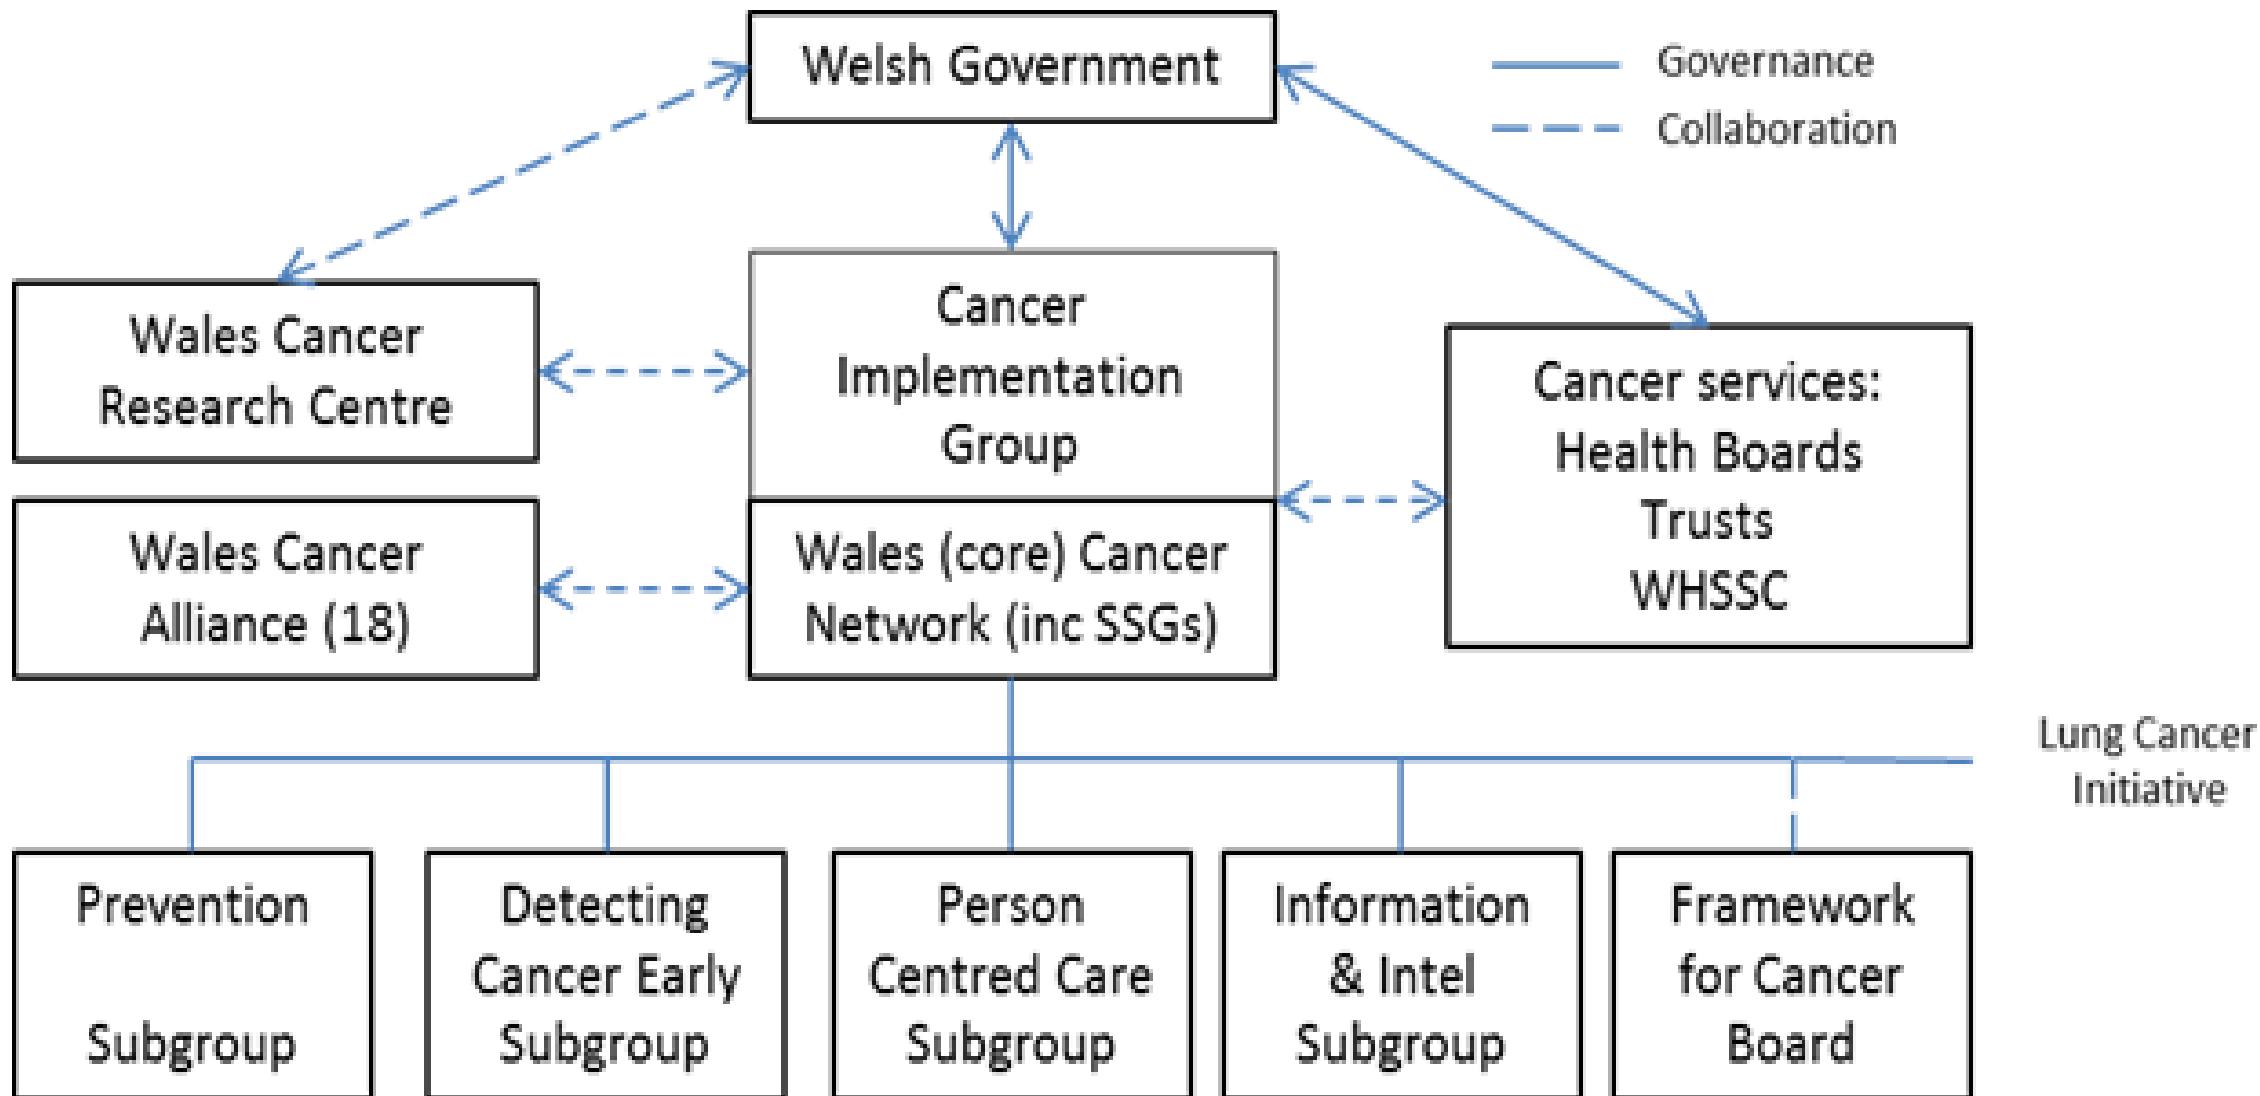 Welsh Government
Governance
Collaboration
Wales Cancer
Research Centre
Cancer
Implementation
Group
Cancer services:
Health Boards
Trusts
WHSSC
Wales Cancer
Alliance (18)
Wales (core) Cancer
Network (inc SSGs)
Lung Cancer
Initiative
Prevention
Subgroup
Detecting
Cancer Early
Subgroup
Person
Centred Care
Subgroup
Information
& Intel
Subgroup
Framework
for Cancer
Board